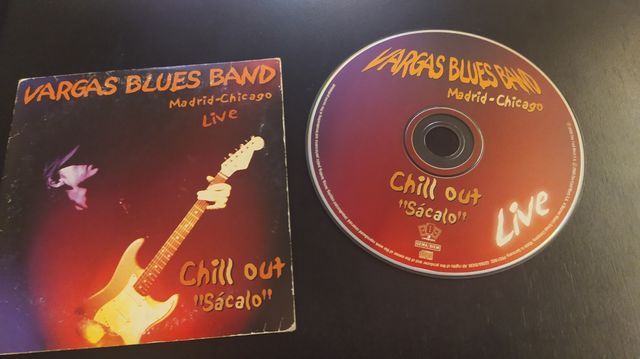 VARGAS BLUES BAND
Madrid-Chicago
Live
Chill out
"Sácalo"
VARGAS BLUES BAND
Madrid-Chicago
Chill out
"Sácalo"
Live